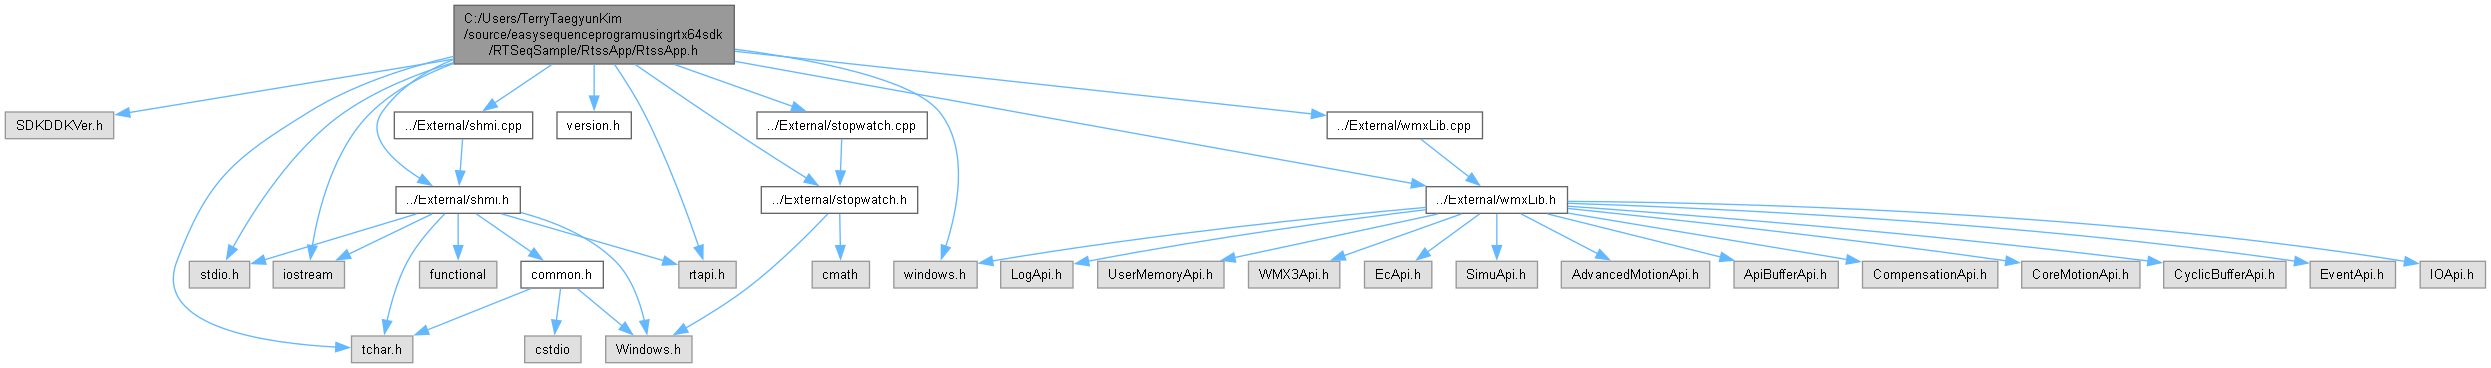 C:/Users/TerryTaegyunKim
/source/easysequenceprogramusingrtx64sdk
/RTSeqSample/RtssApp/RtssApp.h
SDKDDKVer.h
../External/shmi.cpp
version.h
../External/stopwatch.cpp
../External/wmxLib.cpp
../External/shmi.h
../External/stopwatch.h
../External/wmxLib.h
stdio.h
iostream
functional
common.h
rtapi.h
cmath
windows.h
LogApi.h
UserMemoryApi.h
WMX3Api.h
EcApi.h
SimuApi.h
AdvancedMotionApi.h
ApiBufferApi.h
CompensationApi.h
CoreMotionApi.h
CyclicBufferApi.h
EventApi.h
IOApi.h
tchar.h
cstdio
Windows.h